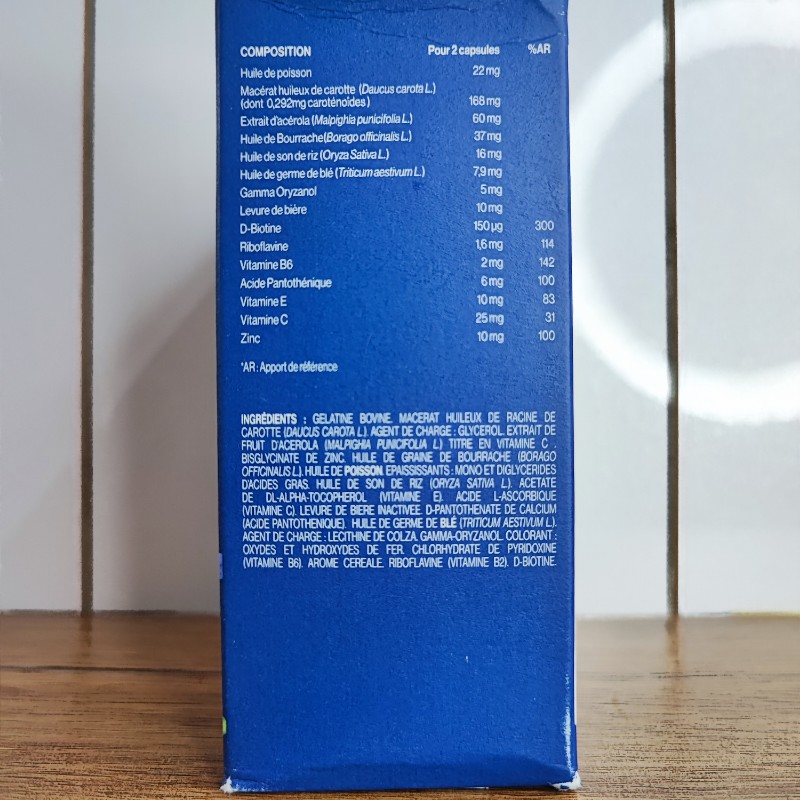 COMPOSITION Pour 2 capsules %AR
Huile de poisson 22 mg
Macérat huileux de carotte (Daucus carota L.)
(dont 0,292mg caroténoïdes) 168 mg
Extrait d'acérola (Malpighia punicifolia L.) 60 mg
Huile de Bourrache(Borago officinalis L.) 37 mg
Huile de son de riz (Oryza Sativa L.) 16 mg
Huile de germe de blé (Triticum aestivum L.) 7,9 mg
Gamma Oryzanol 5 mg
Levure de bière 10 mg
D-Biotine 150 µg 300
Riboflavine 1,6 mg 114
Vitamine B6 2 mg 142
Acide Pantothénique 6 mg 100
Vitamine E 10 mg 83
Vitamine C 25 mg 31
Zinc 10 mg 100
*AR : Apport de référence
INGRÉDIENTS : GELATINE BOVINE. MACERAT HUILEUX DE RACINE DE
CAROTTE (DAUCUS CAROTA L.). AGENT DE CHARGE : GLYCEROL. EXTRAIT DE
FRUIT D'ACEROLA (MALPIGHIA PUNICIFOLIA L.) TITRE EN VITAMINE C .
BISGLYCINATE DE ZINC. HUILE DE GRAINE DE BOURRACHE (BORAGO
OFFICINALIS L.). HUILE DE POISSON. EPAISSISSANTS : MONO ET DIGLYCERIDES
D'ACIDES GRAS. HUILE DE SON DE RIZ (ORYZA SATIVA L.). ACETATE
DE DL-ALPHA-TOCOPHEROL (VITAMINE E). ACIDE L-ASCORBIQUE
(VITAMINE C). LEVURE DE BIERE INACTIVEE. D-PANTOTHENATE DE CALCIUM
(ACIDE PANTOTHENIQUE). HUILE DE GERME DE BLÉ (TRITICUM AESTIVUM L.).
AGENT DE CHARGE : LECITHINE DE COLZA. GAMMA-ORYZANOL. COLORANT :
OXYDES ET HYDROXYDES DE FER. CHLORHYDRATE DE PYRIDOXINE
(VITAMINE B6). AROME CEREALE. RIBOFLAVINE (VITAMINE B2). D-BIOTINE.